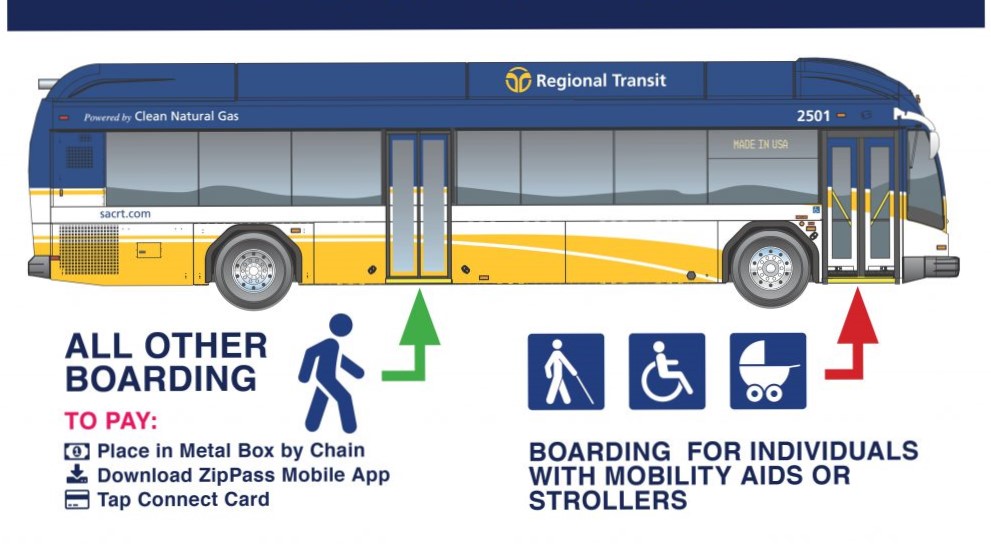 Regional Transit
Powered by Clean Natural Gas
2501
MADE IN USA
sacrt.com
ALL OTHER
BOARDING
TO PAY:
Place in Metal Box by Chain
Download ZipPass Mobile App
Tap Connect Card
BOARDING FOR INDIVIDUALS
WITH MOBILITY AIDS OR
STROLLERS